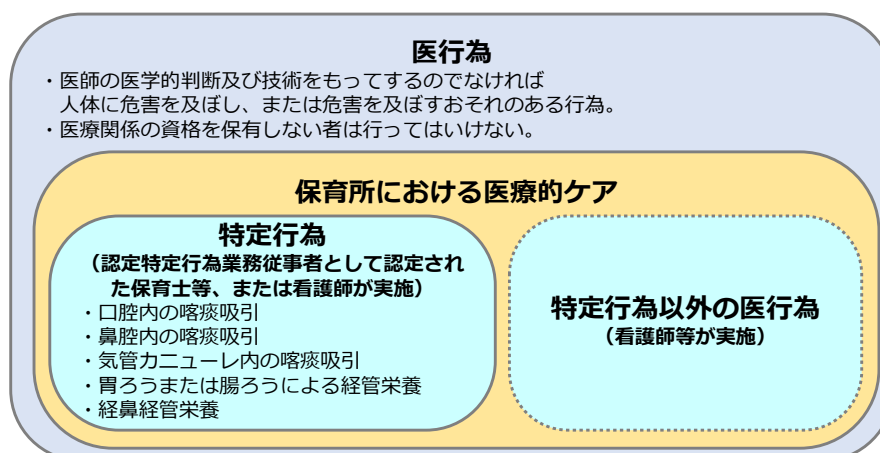 医行為
・医師の医学的判断及び技術をもってするのでなければ
人体に危害を及ぼし、または危害を及ぼすおそれのある行為。
・医療関係の資格を保有しない者は行ってはいけない。
保育所における医療的ケア
特定行為
（認定特定行為業務従事者として認定され
た保育士等、または看護師が実施）
・口腔内の喀痰吸引
・鼻腔内の喀痰吸引
・気管カニューレ内の喀痰吸引
・胃ろうまたは腸ろうによる経管栄養
・経鼻経管栄養
特定行為以外の医行為
（看護師等が実施）